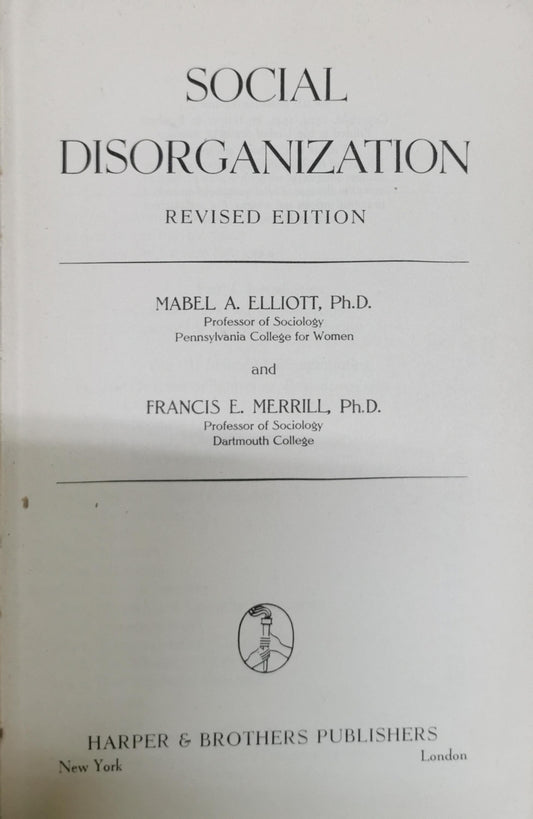 SOCIAL
DISORGANIZATION
REVISED EDITION
MABEL A. ELLIOTT, Ph.D.
Professor of Sociology
Pennsylvania College for Women
and
FRANCIS E. MERRILL, Ph.D.
Professor of Sociology
Dartmouth College
HARPER & BROTHERS PUBLISHERS
New York London